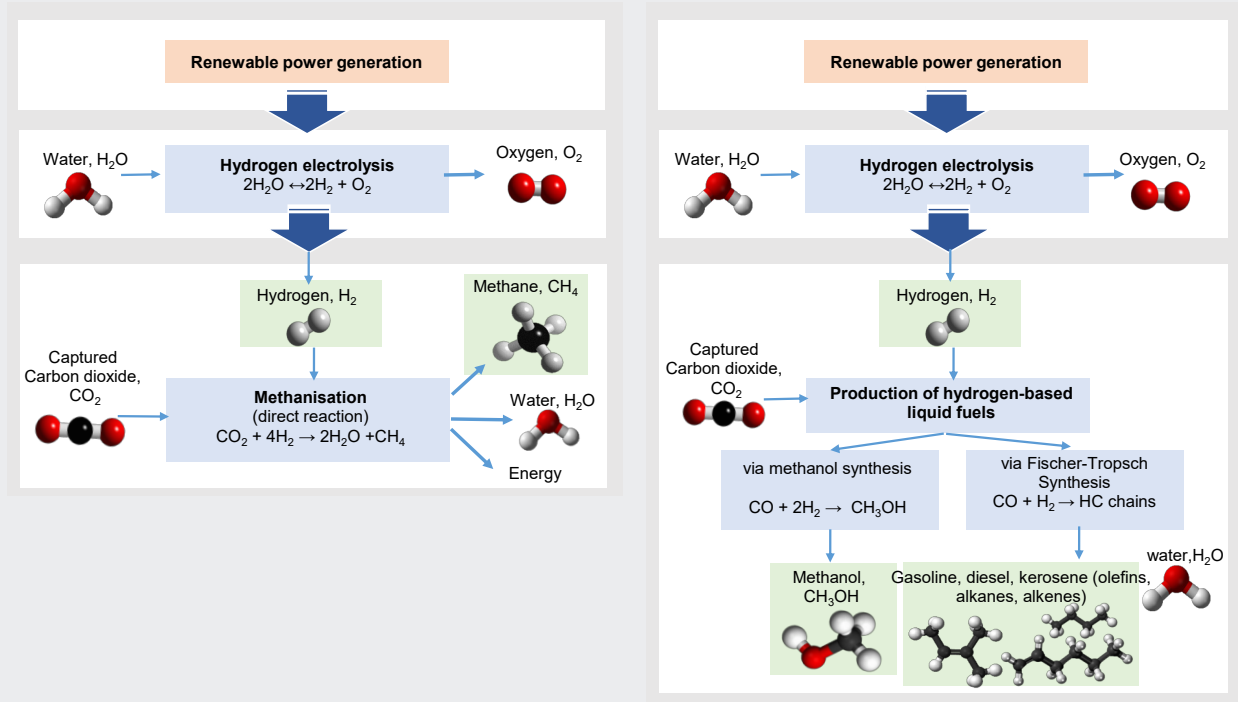 Renewable power generation
Water, H₂O
Hydrogen electrolysis
2H₂O ↔2H₂ + O₂
Oxygen, O₂
Hydrogen, H₂
Methane, CH₄
Captured
Carbon dioxide,
CO₂
Methanisation
(direct reaction)
CO₂ + 4H₂ → 2H₂O +CH₄
Water, H₂O
Energy
Renewable power generation
Water, H₂O
Hydrogen electrolysis
2H₂O ↔2H₂ + O₂
Oxygen, O₂
Hydrogen, H₂
Captured
Carbon dioxide,
CO₂
Production of hydrogen-based
liquid fuels
via methanol synthesis
CO + 2H₂ → CH₃OH
via Fischer-Tropsch
Synthesis
CO + H₂ → HC chains
Methanol,
CH₃OH
Gasoline, diesel, kerosene (olefins,
alkanes, alkenes)
water,H₂O